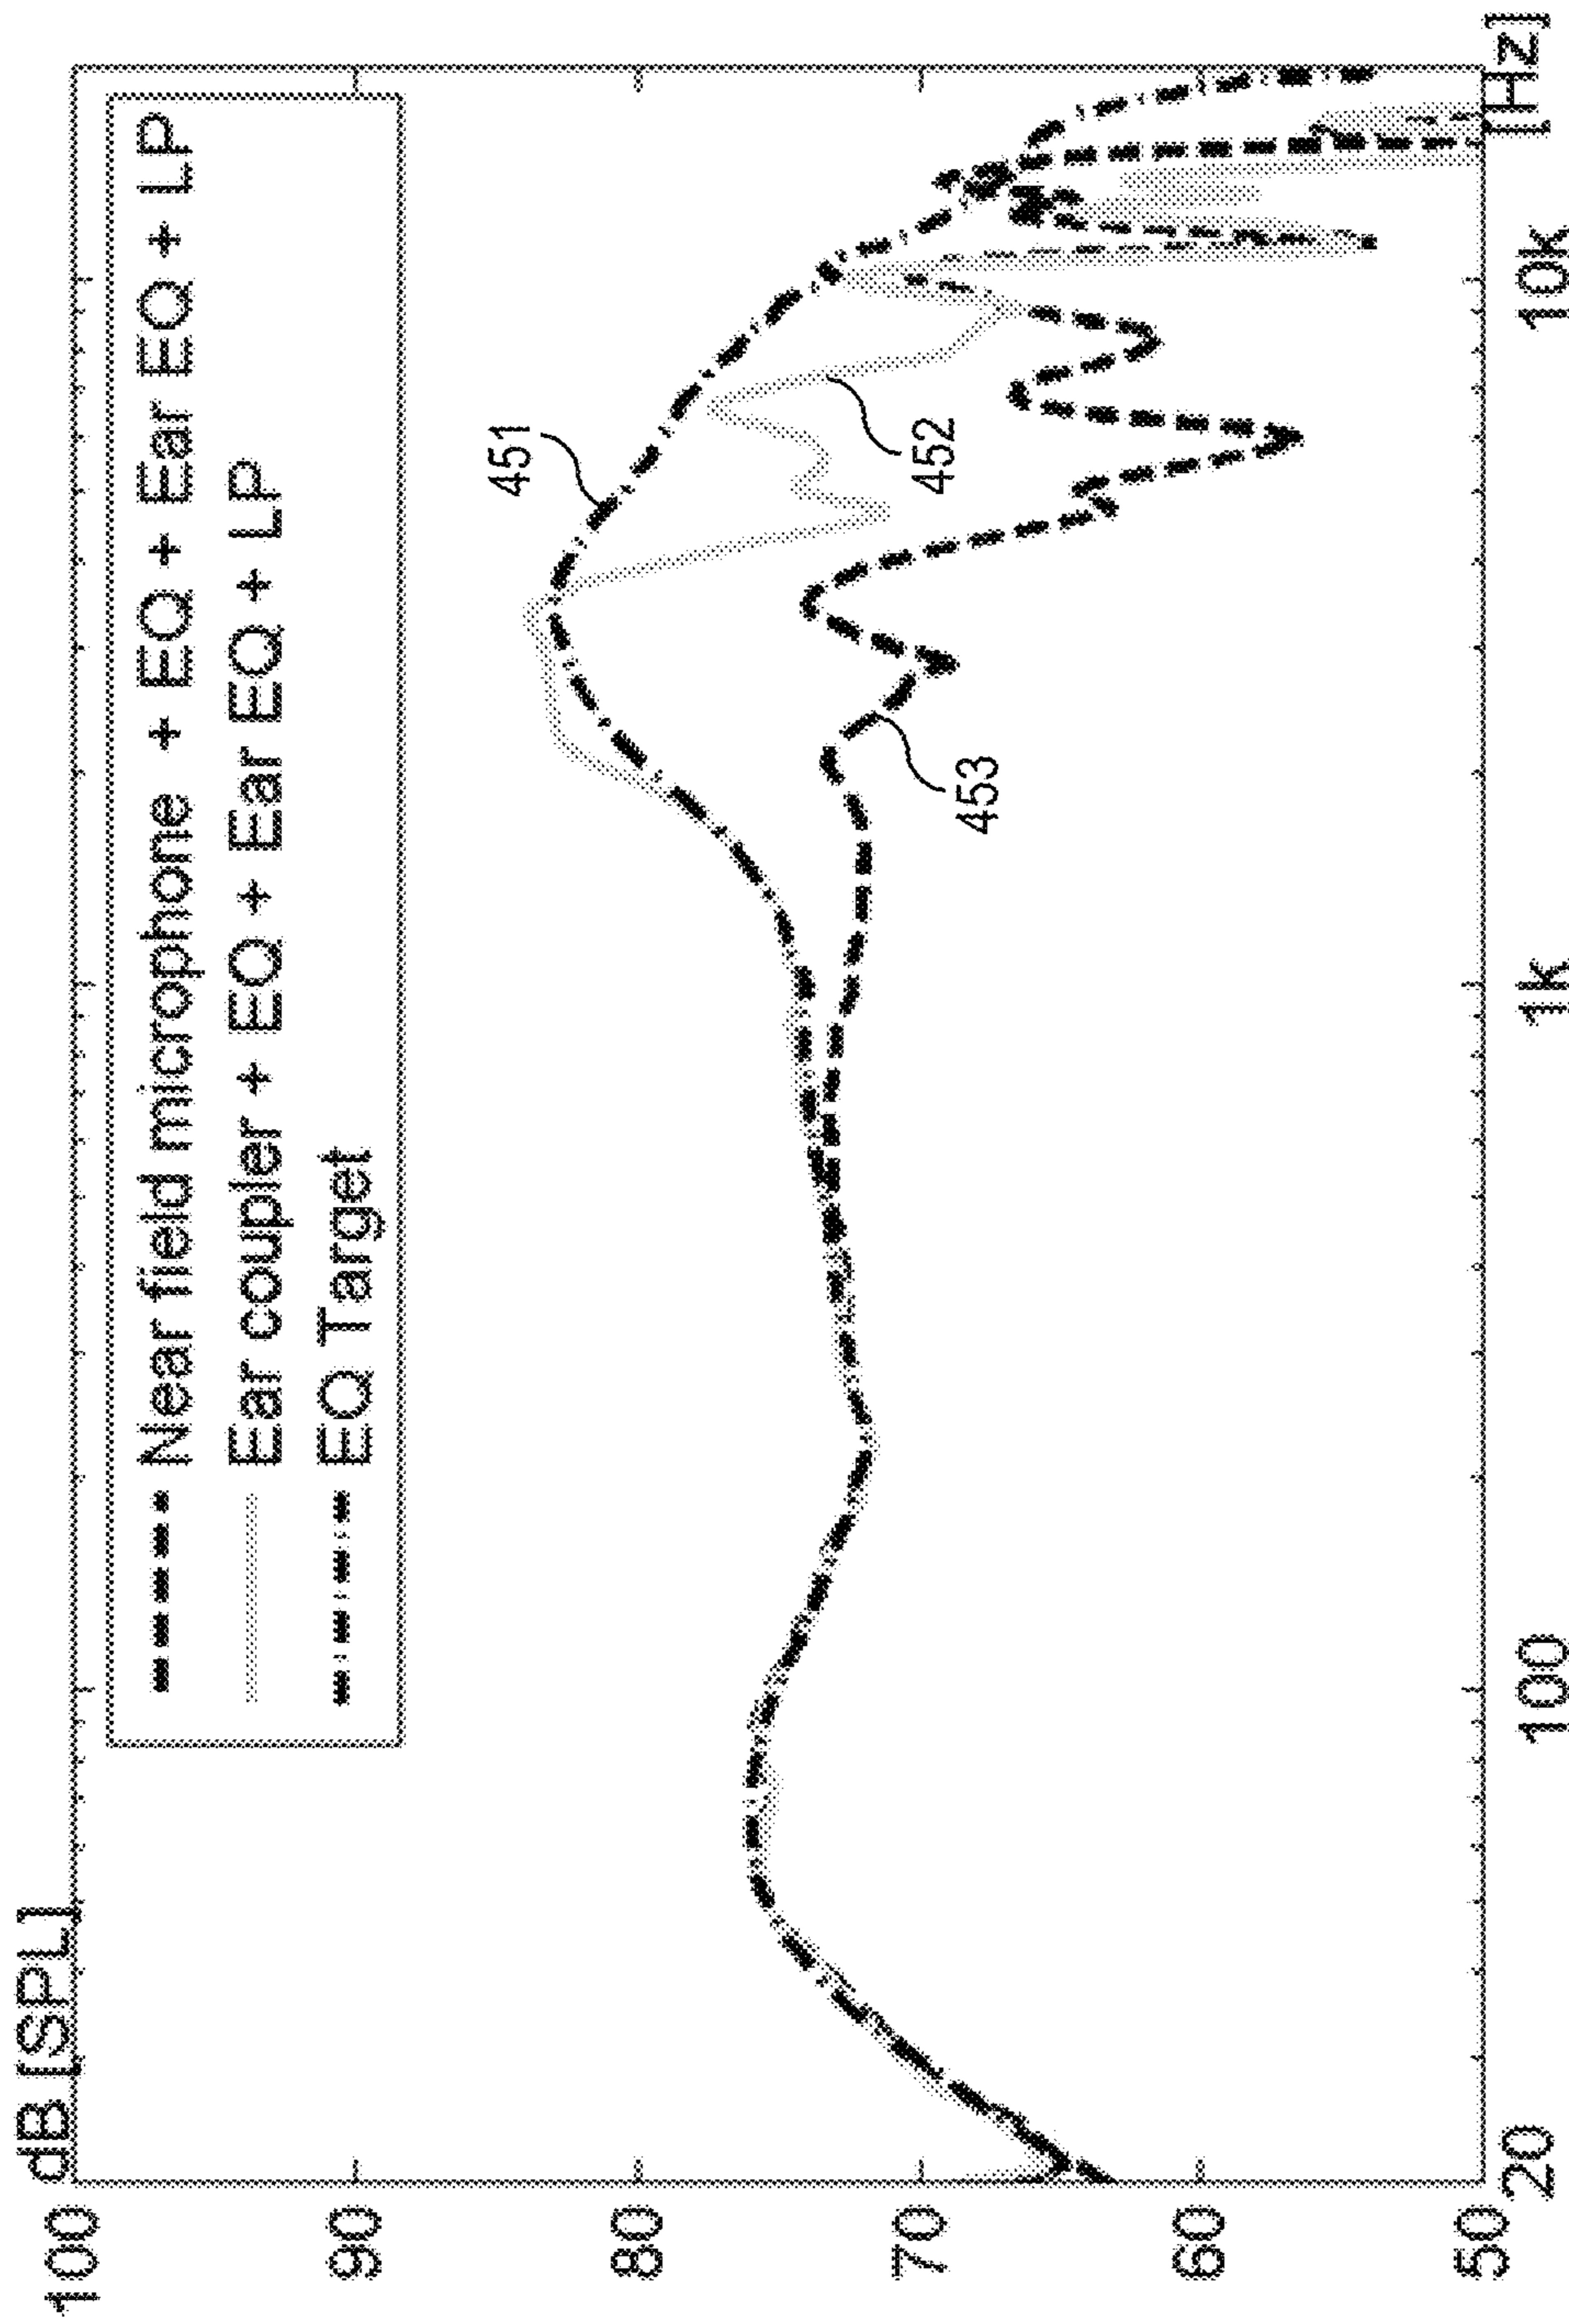 dB [SPL]
100
Near field microphone + EQ + Ear EQ + LP
Ear coupler + EQ + Ear EQ + LP
EQ Target
90
80
70
60
50
451
452
453
20
100
1k
10k
[Hz]